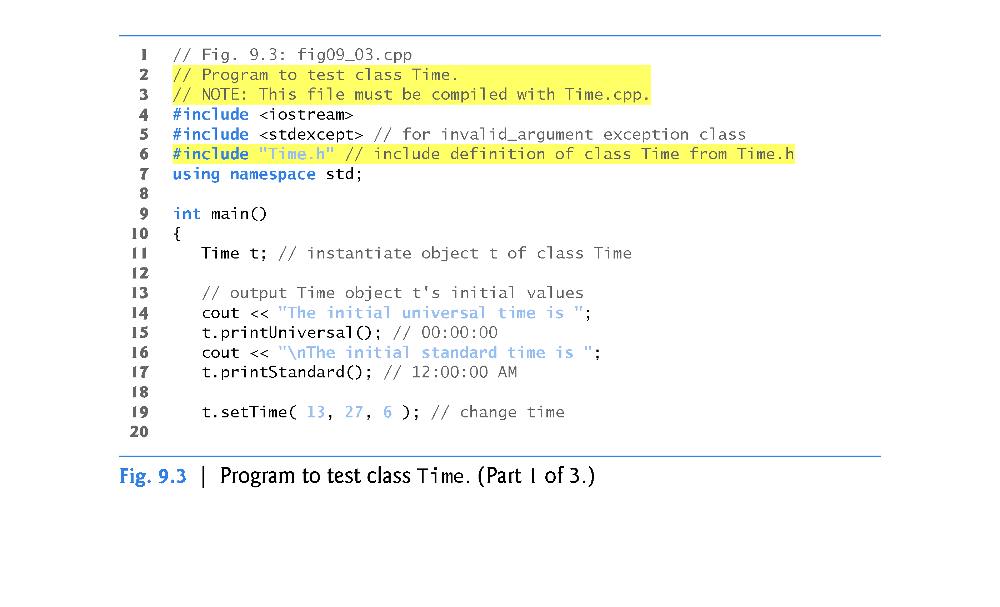 1 // Fig. 9.3: fig09_03.cpp
2 // Program to test class Time.
3 // NOTE: This file must be compiled with Time.cpp.
4 #include <iostream>
5 #include <stdexcept> // for invalid_argument exception class
6 #include "Time.h" // include definition of class Time from Time.h
7 using namespace std;
8
9 int main()
10 {
11    Time t; // instantiate object t of class Time
12
13    // output Time object t's initial values
14    cout << "The initial universal time is ";
15    t.printUniversal(); // 00:00:00
16    cout << "\nThe initial standard time is ";
17    t.printStandard(); // 12:00:00 AM
18
19    t.setTime( 13, 27, 6 ); // change time
20
Fig. 9.3 | Program to test class Time. (Part 1 of 3.)